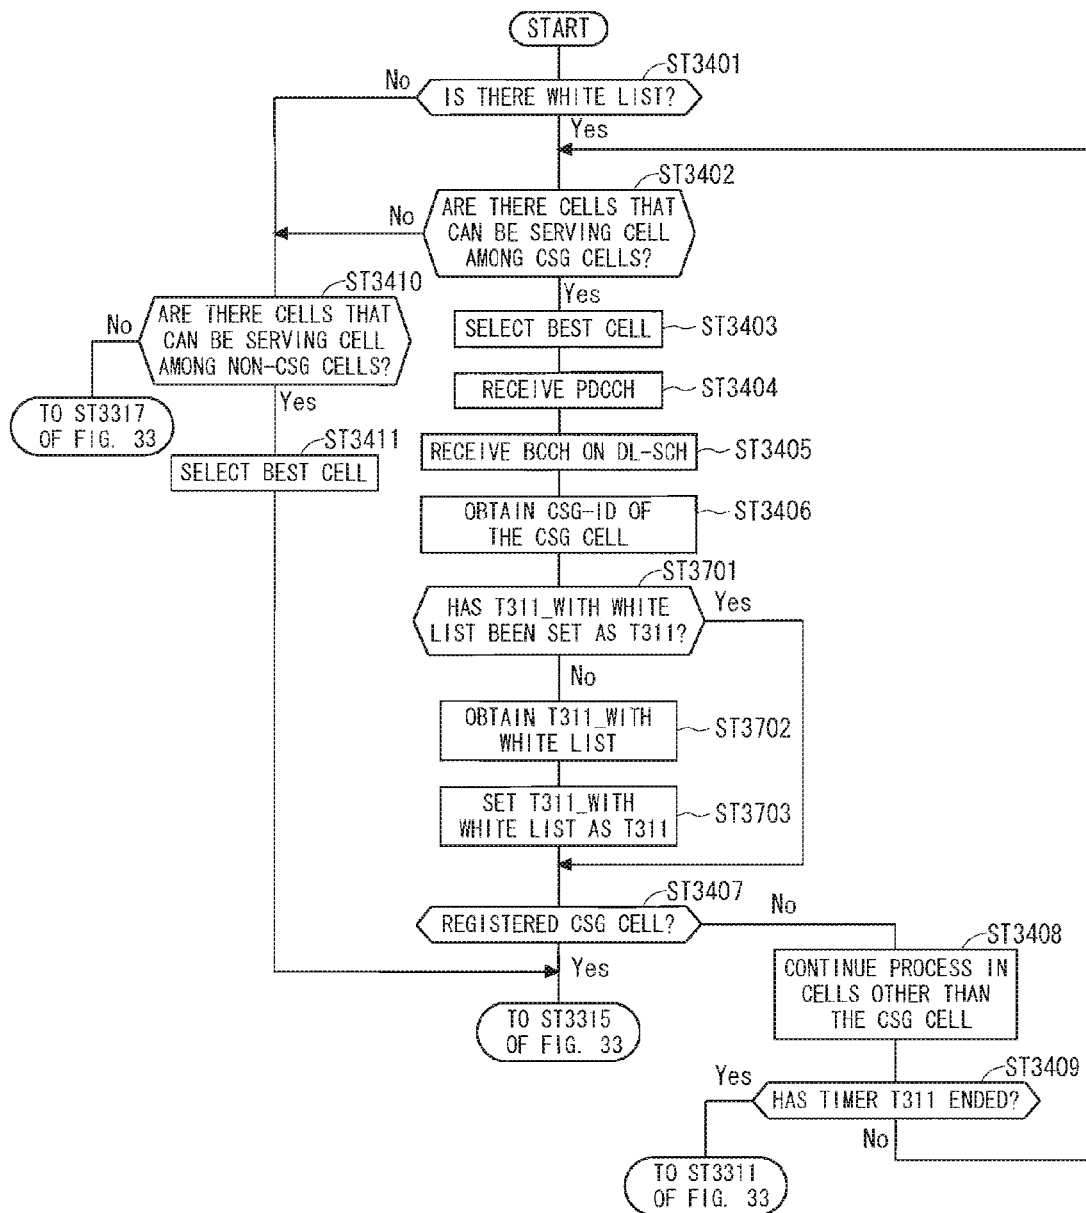 START
ST3401
No
IS THERE WHITE LIST?
Yes
ST3402
No
ARE THERE CELLS THAT
CAN BE SERVING CELL
AMONG CSG CELLS?
Yes
ST3410
No
ARE THERE CELLS THAT
CAN BE SERVING CELL
AMONG NON-CSG CELLS?
Yes
TO ST3317
OF FIG. 33
ST3411
SELECT BEST CELL
SELECT BEST CELL
ST3403
RECEIVE PDCCH
ST3404
RECEIVE BCCH ON DL-SCH
ST3405
OBTAIN CSG-ID OF
THE CSG CELL
ST3406
ST3701
HAS T311_WITH WHITE
LIST BEEN SET AS T311?
Yes
No
OBTAIN T311_WITH
WHITE LIST
ST3702
SET T311_WITH
WHITE LIST AS T311
ST3703
ST3407
REGISTERED CSG CELL?
No
Yes
TO ST3315
OF FIG. 33
ST3408
CONTINUE PROCESS IN
CELLS OTHER THAN
THE CSG CELL
ST3409
Yes
HAS TIMER T311 ENDED?
No
TO ST3311
OF FIG. 33